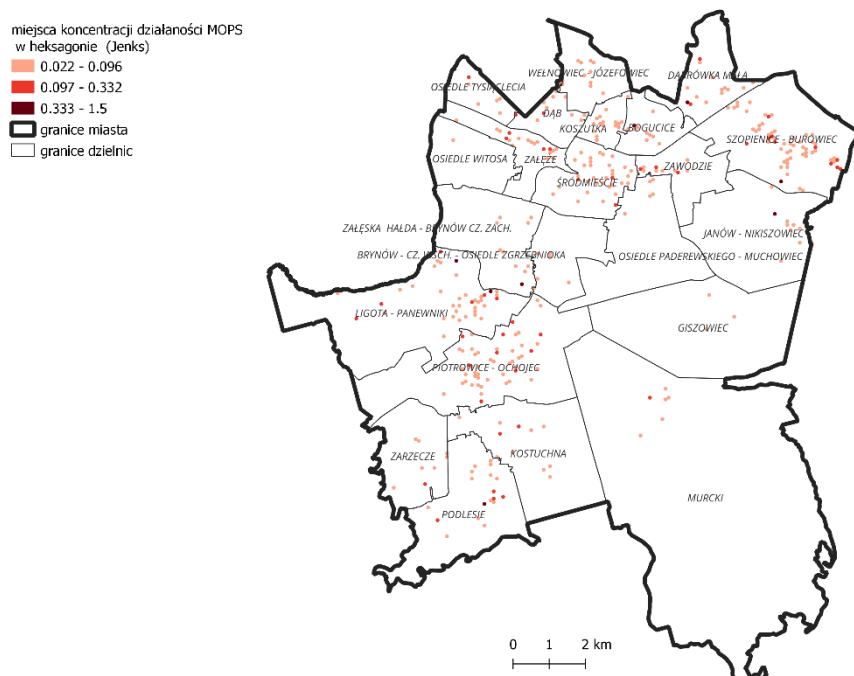 miejsca koncentracji działaności MOPS
w heksagonie (Jenks)
0.022 - 0.096
0.097 - 0.332
0.333 - 1.5
granice miasta
granice dzielnic
WEŁNOWIEC - JÓZEFOWIEC
DĄBRÓWKA MAŁA
OSIEDLE TYSIĄCLECIA
DĄB
KOSZUTKA
BOGUCICE
SZOPIENICE - BUROWIEC
OSIEDLE WITOSA
ZAŁĘŻE
ZAWODZIE
ŚRÓDMIEŚCIE
ZAŁĘSKA HAŁDA - BRYNÓW CZ. ZACH.
JANÓW - NIKISZOWIEC
BRYNÓW - CZ. WSCH. - OSIEDLE ZGRZEBNIOKA
OSIEDLE PADEREWSKIEGO - MUCHOWIEC
LIGOTA - PANEWNIKI
GISZOWIEC
PIOTROWICE - OCHOJEC
ZARZECZE
KOSTUCHNA
MURCKI
PODLESIE
0 1 2 km